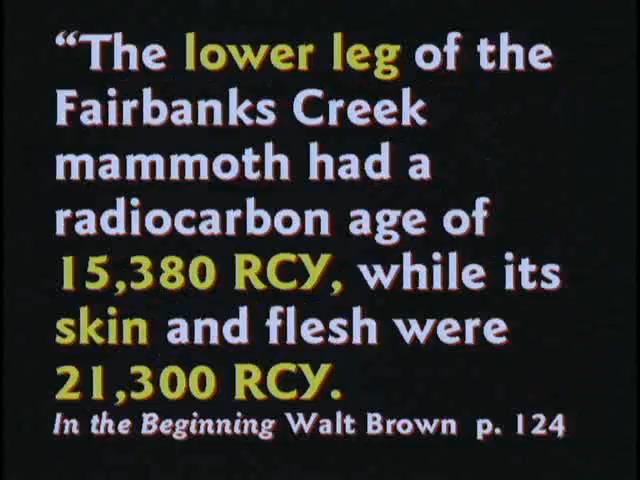 “The lower leg of the
Fairbanks Creek
mammoth had a
radiocarbon age of
15,380 RCY, while its
skin and flesh were
21,300 RCY.
In the Beginning Walt Brown p. 124